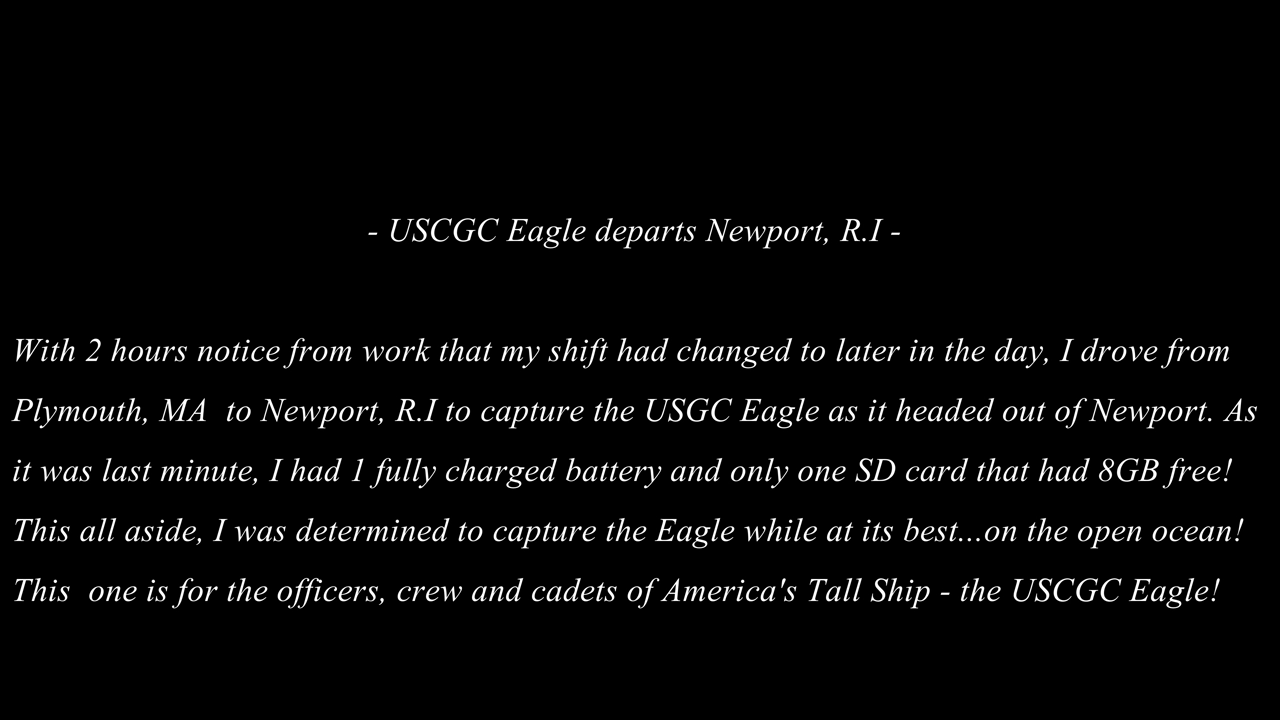 - USCGC Eagle departs Newport, R.I -
With 2 hours notice from work that my shift had changed to later in the day, I drove from
Plymouth, MA  to Newport, R.I to capture the USGC Eagle as it headed out of Newport. As
it was last minute, I had 1 fully charged battery and only one SD card that had 8GB free!
This all aside, I was determined to capture the Eagle while at its best...on the open ocean!
This  one is for the officers, crew and cadets of America's Tall Ship - the USCGC Eagle!